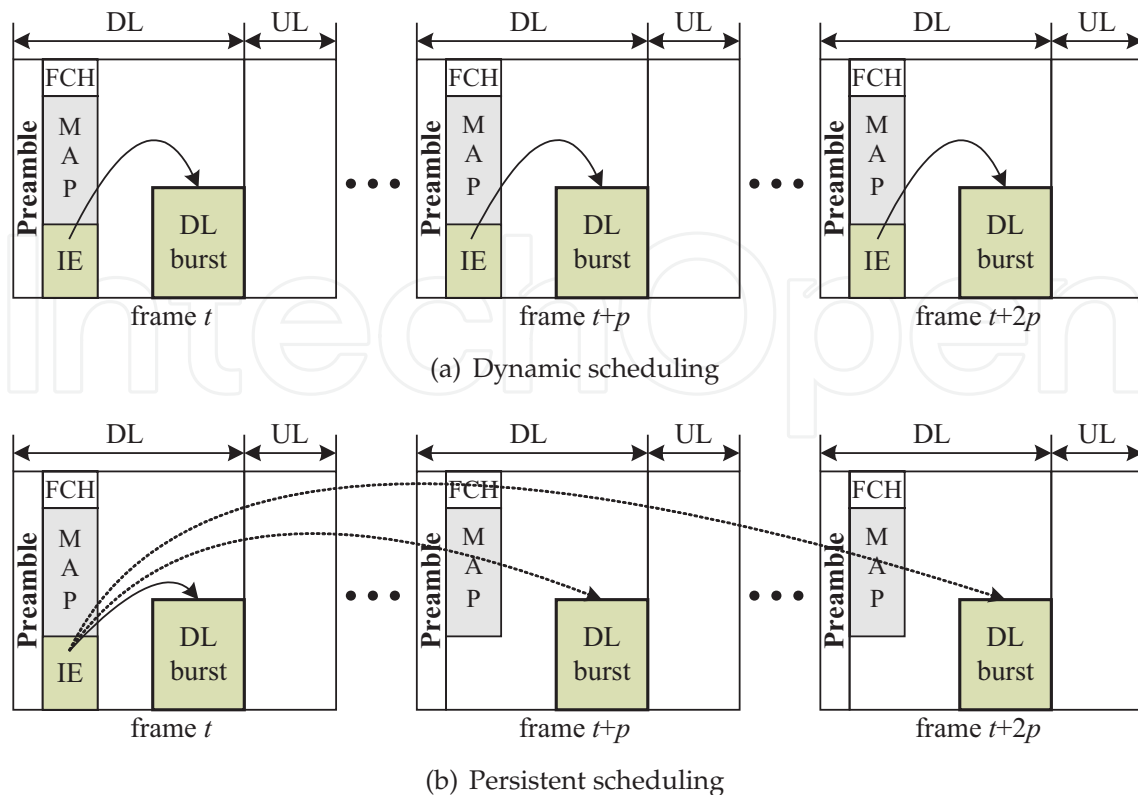 DL UL DL UL DL UL
FCH FCH FCH
Preamble Preamble Preamble
M M M
A A A
P P P
DL DL DL
IE burst IE burst IE burst
frame t frame t+p frame t+2p
IntechOpen
(a) Dynamic scheduling
DL UL DL UL DL UL
FCH FCH FCH
Preamble Preamble Preamble
M M M
A A A
P P P
DL DL DL
IE burst burst burst
frame t frame t+p frame t+2p
(b) Persistent scheduling